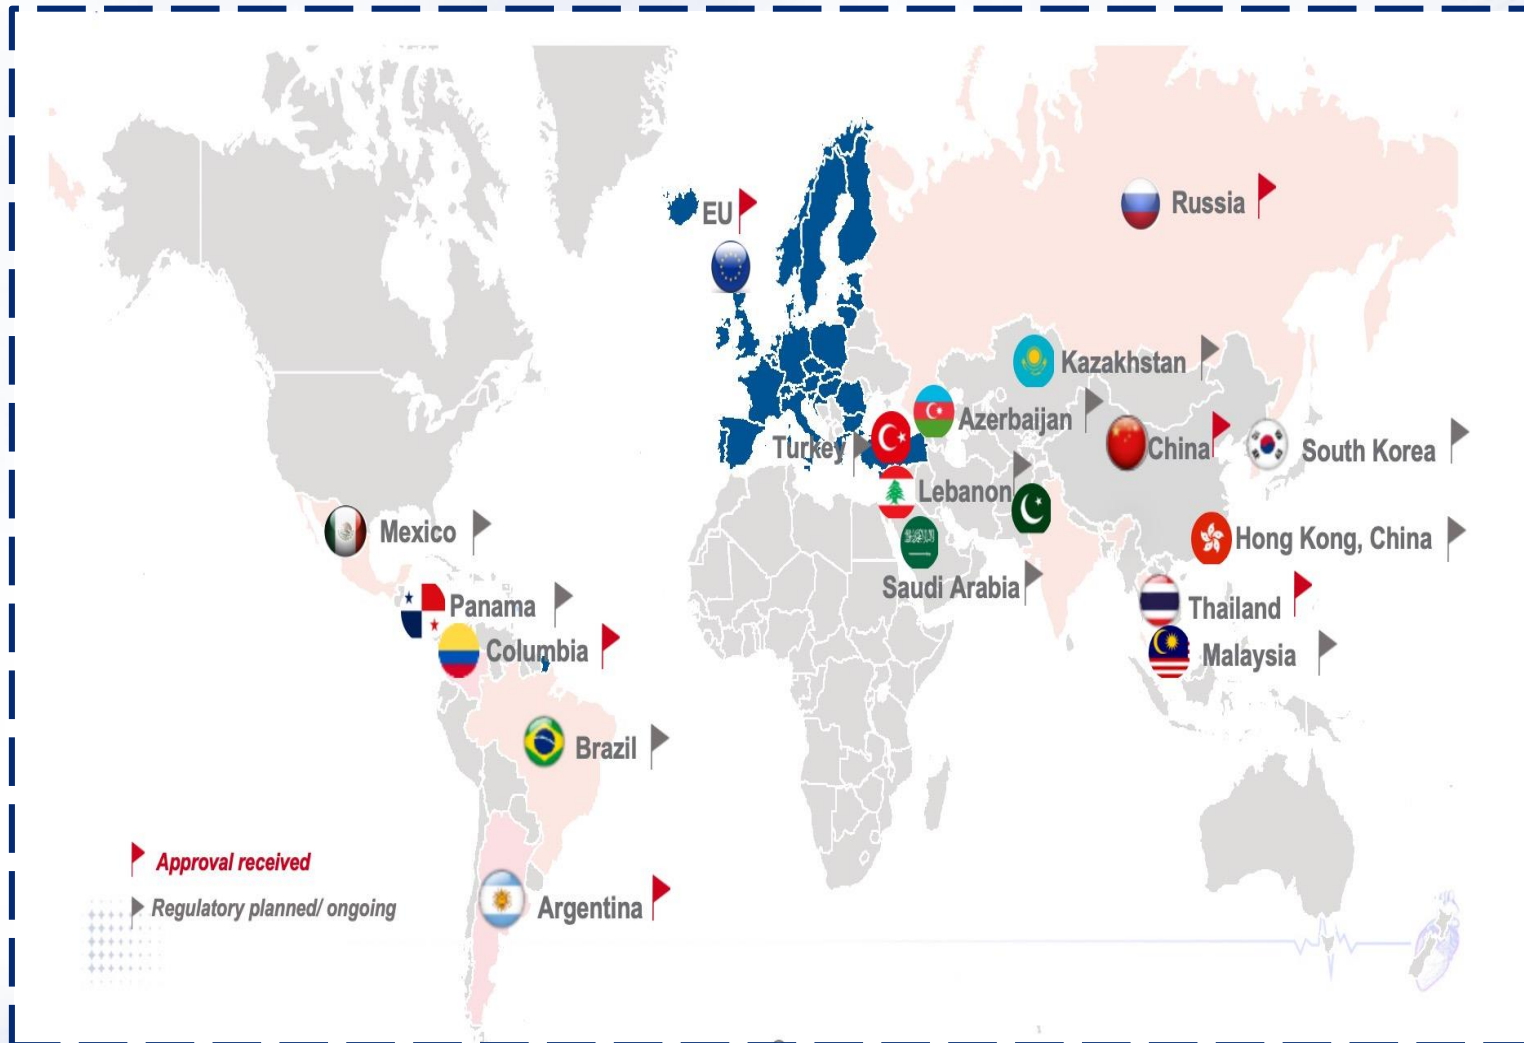 EU
Russia
Kazakhstan
Azerbaijan
Turkey
China
South Korea
Lebanon
Mexico
Hong Kong, China
Saudi Arabia
Panama
Thailand
Columbia
Malaysia
Brazil
Approval received
Regulatory planned/ ongoing
Argentina